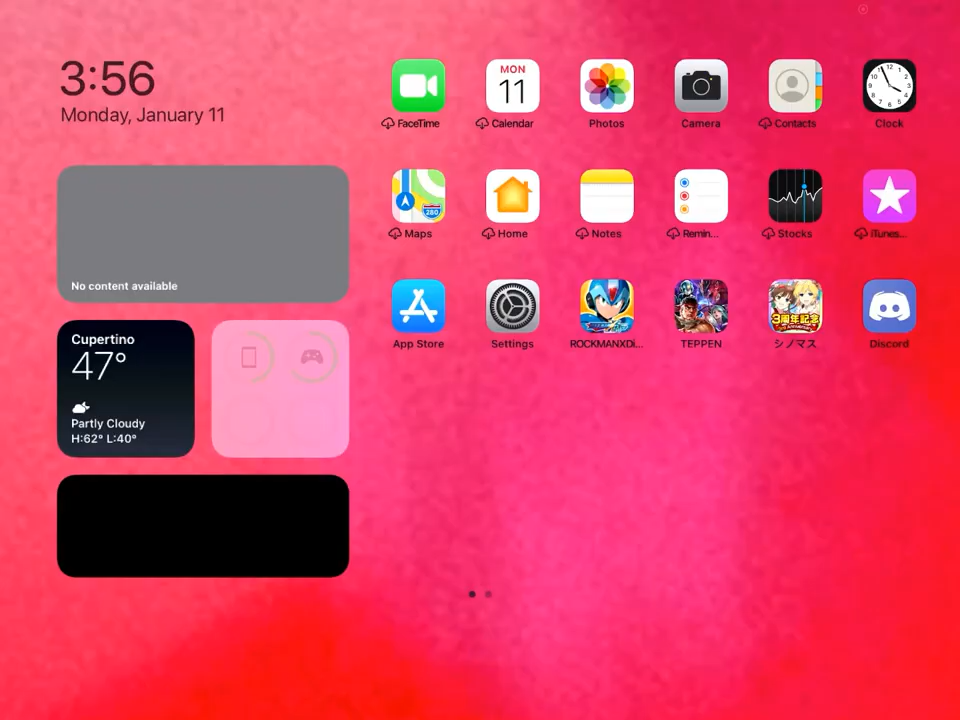 3:56
Monday, January 11
No content available
Cupertino
47°
Partly Cloudy
H:62° L:40°
MON
11
FaceTime
Calendar
Photos
Camera
Contacts
Clock
280
Maps
Home
Notes
Remin...
Stocks
iTunes...
3周年記念
App Store
Settings
ROCKMANXDi...
TEPPEN
シノマス
Discord